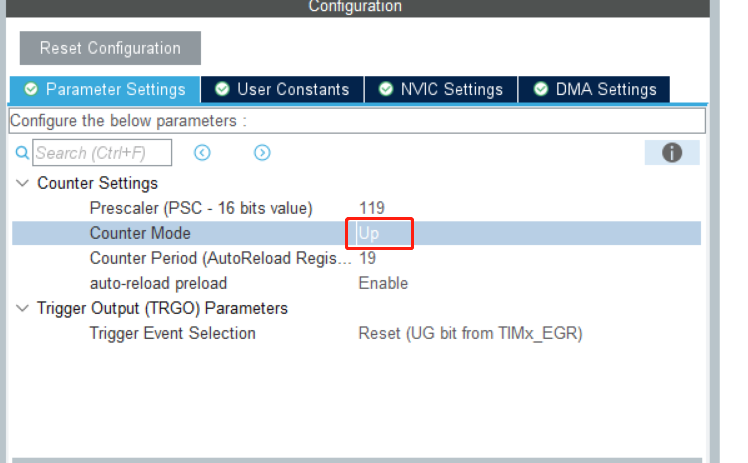 Configuration
Reset Configuration
Parameter Settings User Constants NVIC Settings DMA Settings
Configure the below parameters :
Search (Ctrl+F)
Counter Settings
Prescaler (PSC - 16 bits value) 119
Counter Mode Up
Counter Period (AutoReload Regis... 19
auto-reload preload Enable
Trigger Output (TRGO) Parameters
Trigger Event Selection Reset (UG bit from TIMx_EGR)